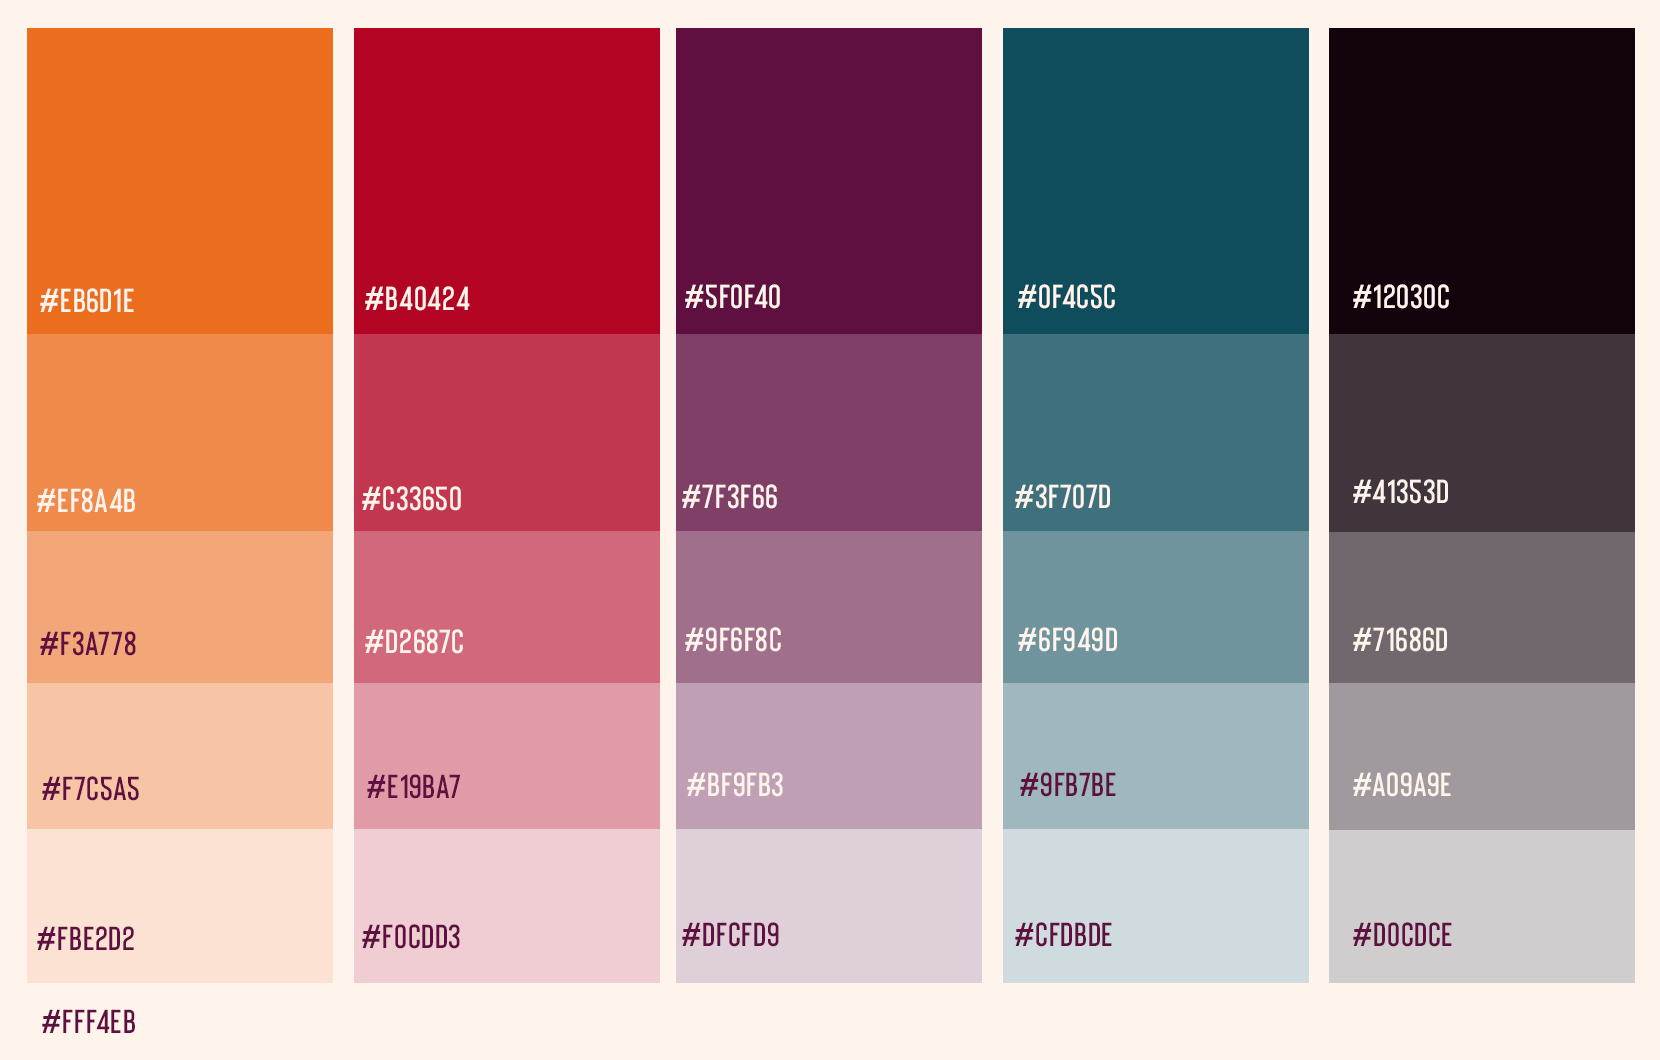 #EB6D1E
#B40424
#5F0F40
#0F4C5C
#12030C
#EF8A4B
#C33650
#7F3F66
#3F707D
#41353D
#F3A778
#D2687C
#9F6F8C
#6F949D
#71686D
#F7C5A5
#E19BA7
#BF9FB3
#9FB7BE
#A09A9E
#FBE2D2
#F0CDD3
#DFCFD9
#CFDBDE
#D0CDCE
#FFF4EB